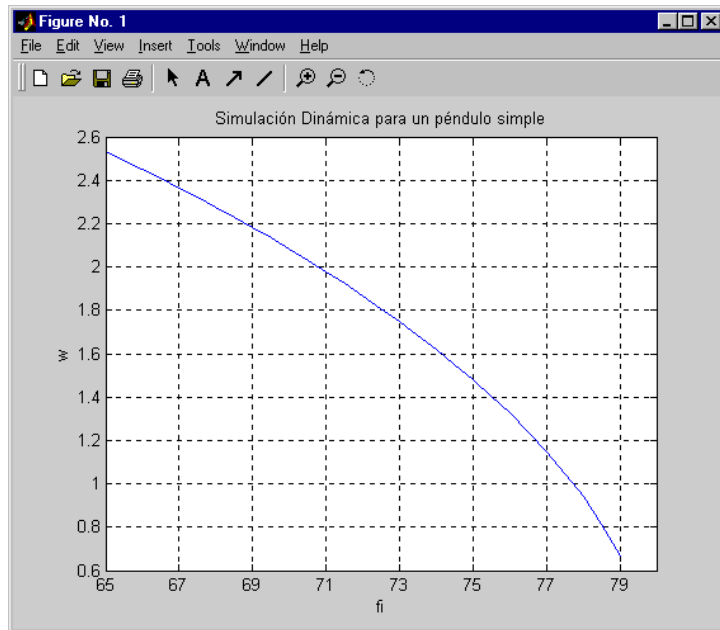 Figure No. 1
File Edit View Insert Tools Window Help
A
Simulación Dinámica para un péndulo simple
2.6
2.4
2.2
2
1.8
1.6
1.4
1.2
1
0.8
0.6
w
65 67 69 71 73 75 77 79
fi